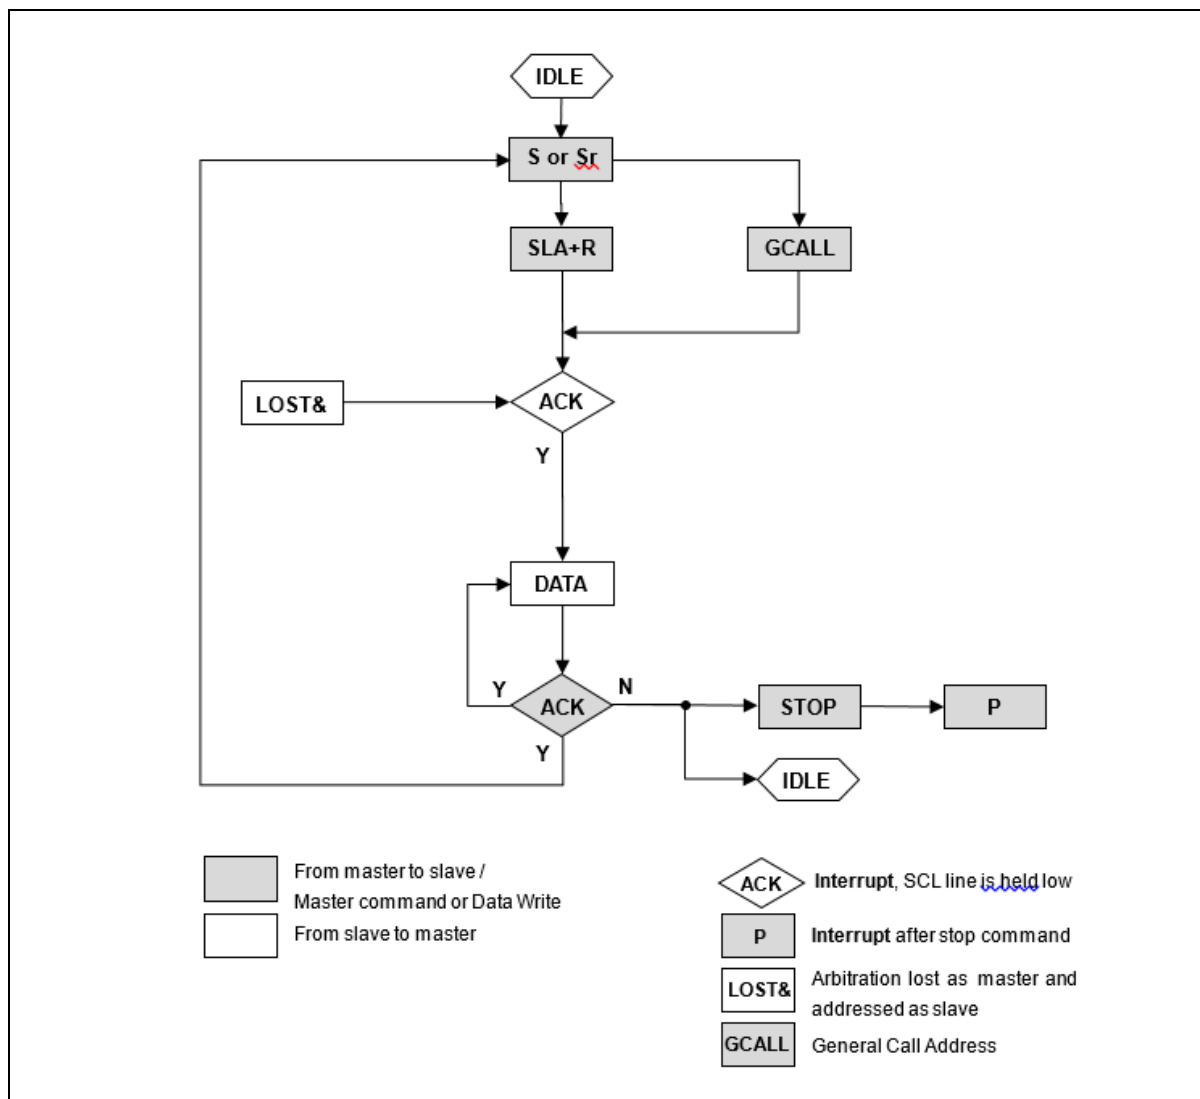 IDLE
S or Sr
SLA+R
GCALL
LOST&
ACK
Y
DATA
Y
ACK
N
STOP
P
Y
IDLE
From master to slave /
Master command or Data Write
From slave to master
ACK
Interrupt, SCL line is held low
P
Interrupt after stop command
LOST&
Arbitration lost as master and
addressed as slave
GCALL
General Call Address